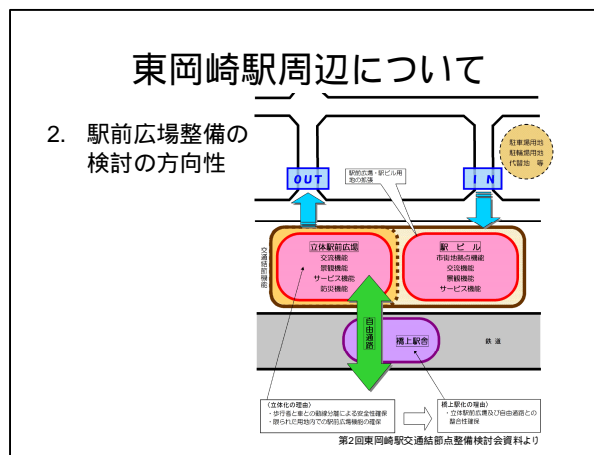 東岡崎駅周辺について
2. 駅前広場整備の
検討の方向性
駐車場用地
駐輪場用地
代替地 等
OUT
IN
駅前広場・駅ビル用
地の拡張
交通結節機能
立体駅前広場
交流機能
景観機能
サービス機能
防災機能
駅ビル
市街地拠点機能
交流機能
景観機能
サービス機能
自由通路
橋上駅舎
鉄道
(立体化の理由)
・歩行者と車との動線分離による安全性確保
・限られた用地内での駅前広場機能の確保
橋上駅化の理由)
・立体駅前広場及び自由通路との
整合性確保
第2回東岡崎駅交通結節点整備検討会資料より